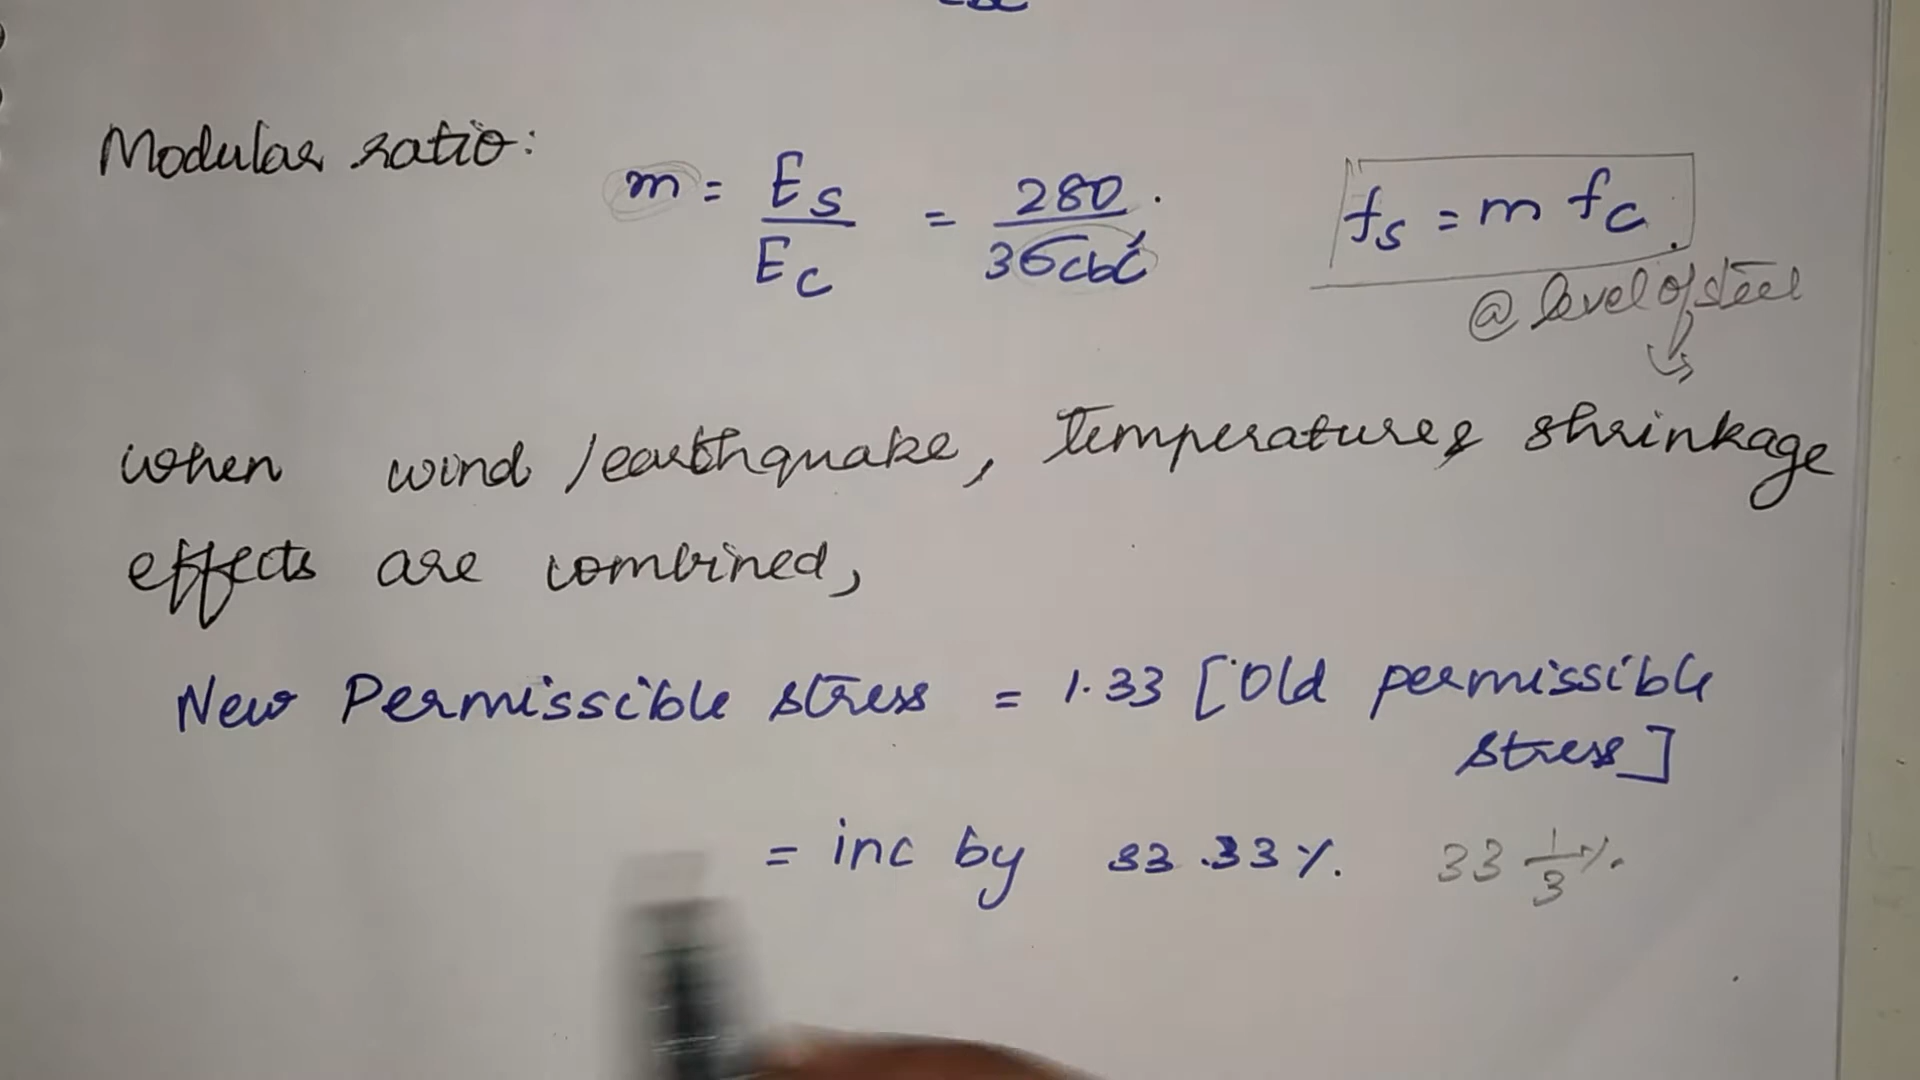 Modular ratio:
m = Es/Ec = 280/3σcbc
fs = m fc
@ level of steel
when wind/earthquake, temperature & shrinkage
effects are combined,
New Permissible stress = 1.33 [Old permissible
stress]
= inc by 33.33%. 33 1/3 %.